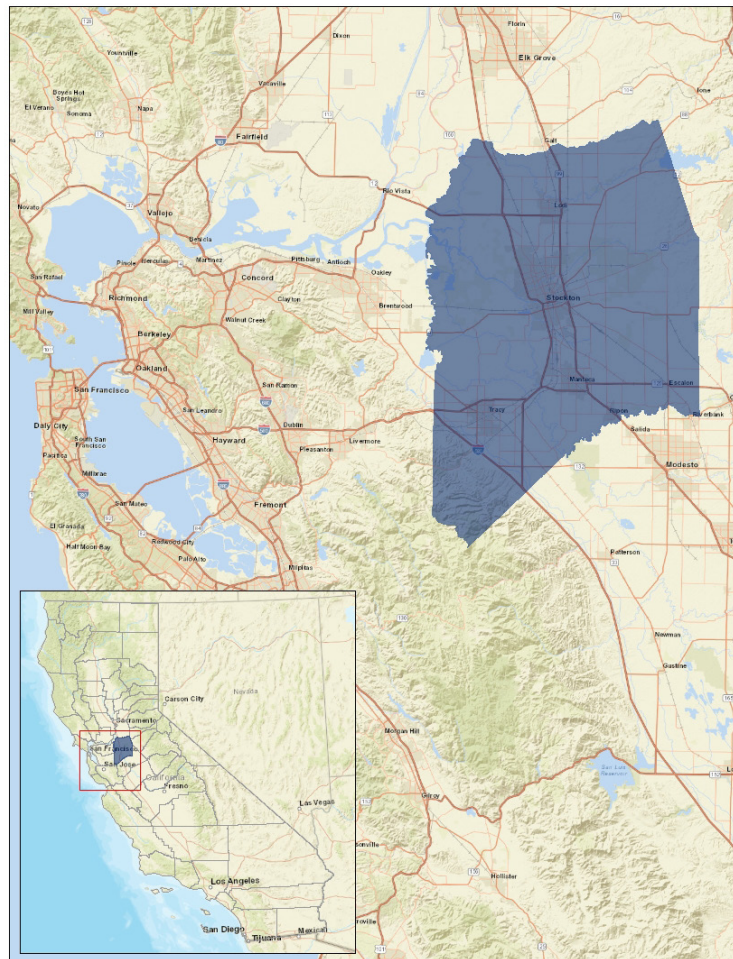 Florin
Dixon
Elk Grove
Yountville
Vacaville
Boyes Hot
Springs
Napa
El Verano
Sonoma
Ione
Fairfield
Galt
Rio Vista
Novato
Vallejo
Lodi
Benicia
Pinole
Hercules
Martinez
Pittsburg
Antioch
Oakley
San Rafael
Concord
Richmond
Clayton
Brentwood
Stockton
Mill Valley
Walnut Creek
Berkeley
Oakland
San Francisco
San Ramon
Manteca
Escalon
San Leandro
Tracy
Ripon
Riverbank
Daly City
Dublin
Salida
South San
Francisco
Hayward
Pleasanton
Livermore
Pacifica
Modesto
Millbrae
San Mateo
Fremont
El Granada
Redwood City
Half Moon Bay
Palo Alto
Patterson
Milpitas
Newman
Gustine
Morgan Hill
San Luis
Reservoir
Gilroy
Hollister
Nevada
Carson City
Sacramento
San Francisco
San Jose
California
Fresno
Las Vegas
Los Angeles
San Diego
Mexicali
Tijuana